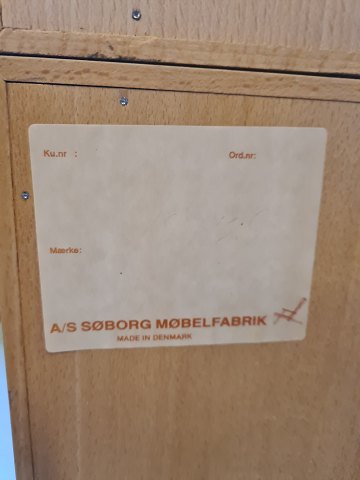 Ku.nr : Ord.nr:
Mærke:
A/S SØBORG MØBELFABRIK
MADE IN DENMARK